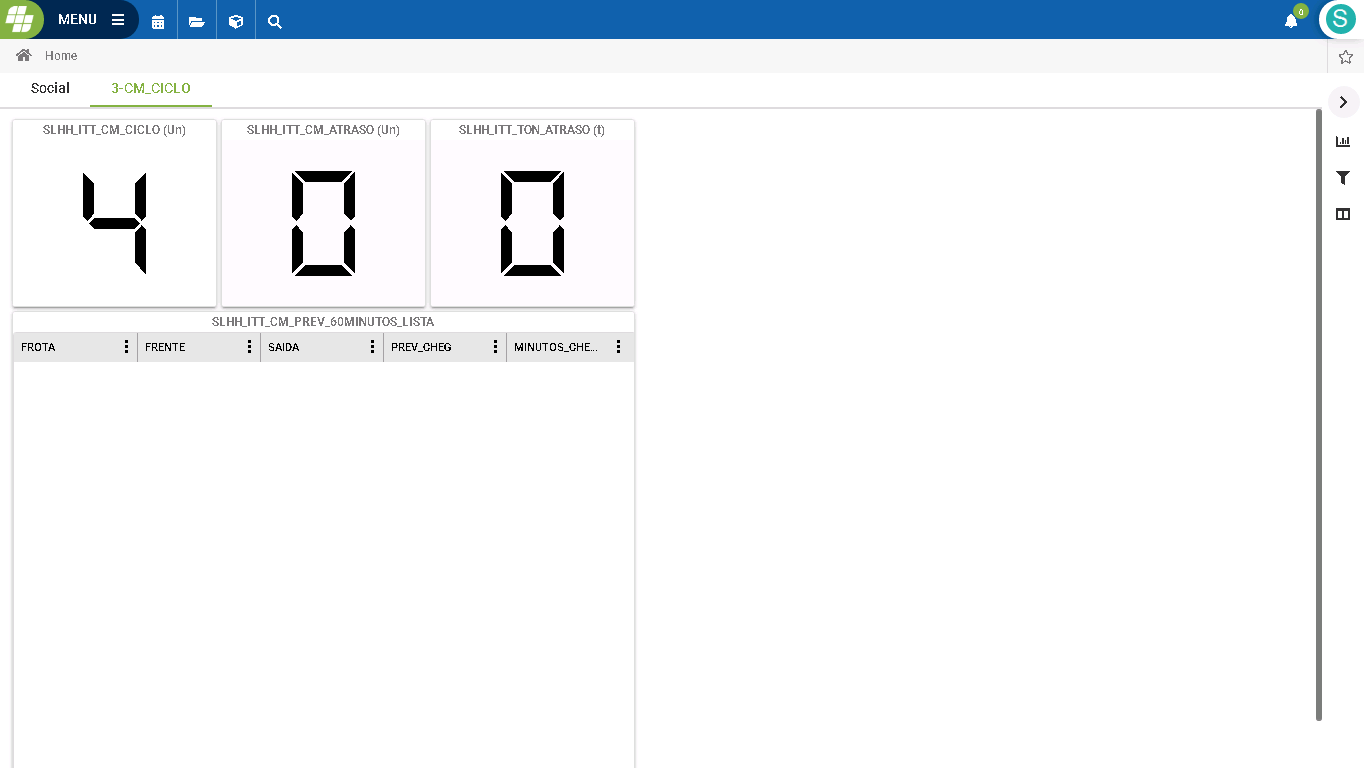 MENU
0
S
Home
Social
3-CM_CICLO
SLHH_ITT_CM_CICLO (Un)
SLHH_ITT_CM_ATRASO (Un)
SLHH_ITT_TON_ATRASO (t)
4
0
0
SLHH_ITT_CM_PREV_60MINUTOS_LISTA
FROTA
FRENTE
SAIDA
PREV_CHEG
MINUTOS_CHE...